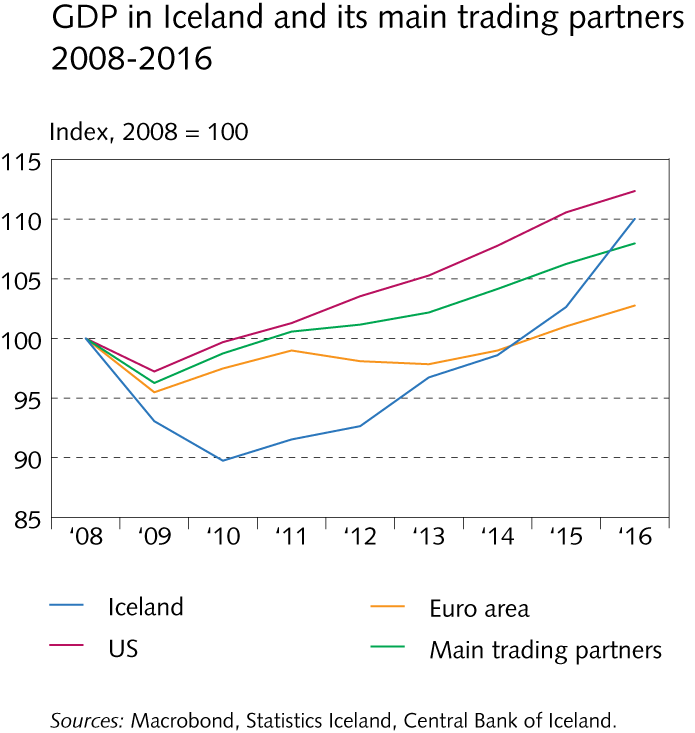 GDP in Iceland and its main trading partners
2008-2016
Index, 2008 = 100
115
110
105
100
95
90
85
‘08 ‘09 ‘10 ‘11 ‘12 ‘13 ‘14 ‘15 ‘16
Iceland
Euro area
US
Main trading partners
Sources: Macrobond, Statistics Iceland, Central Bank of Iceland.